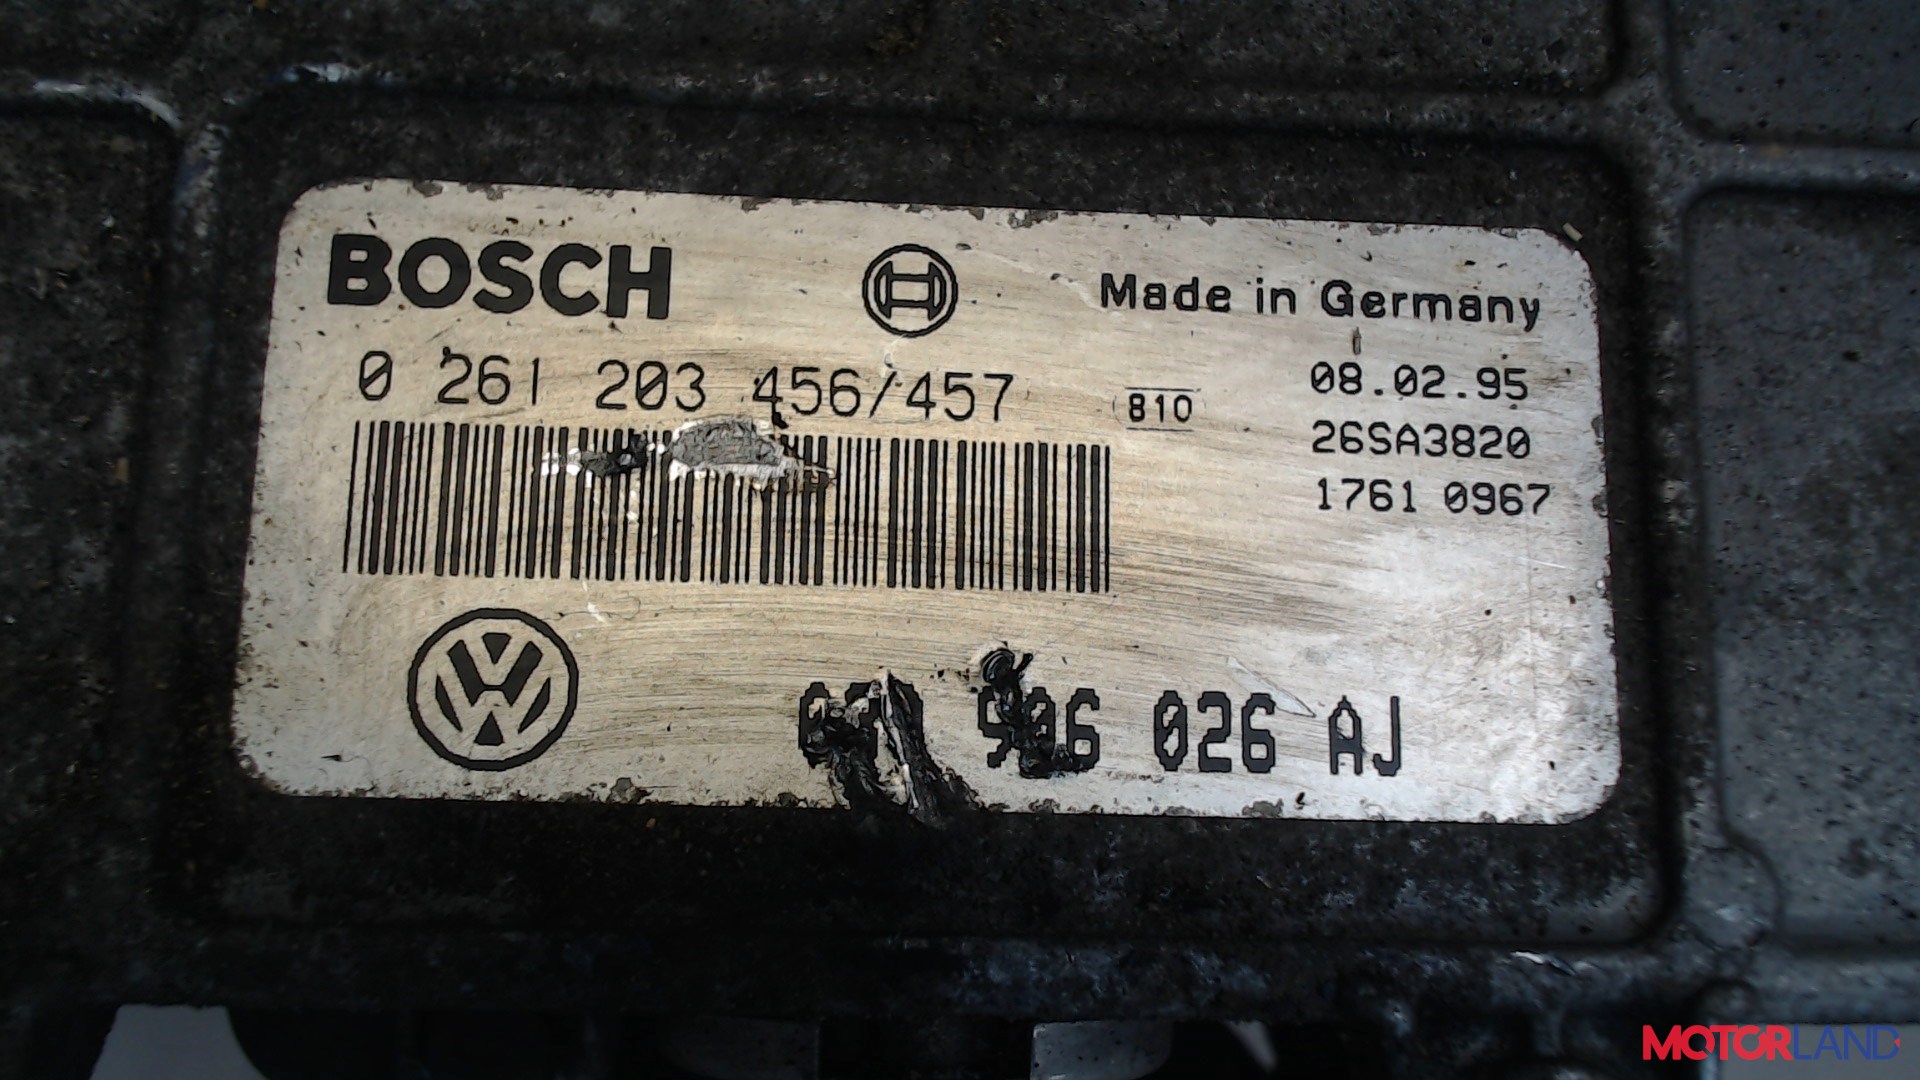 BOSCH
Made in Germany
0 261 203 456/457
810
08.02.95
26SA3820
1761 0967
906 026 AJ
MOTORLAND